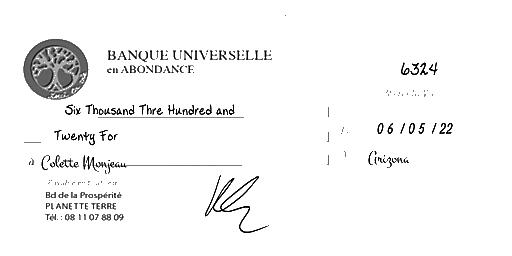 BANQUE UNIVERSELLE
en ABONDANCE
6324
Six Thousand Thre Hundred and
Twenty For
06/05/22
à Colette Monjeau
Arizona
Bd de la Prospérité
PLANETTE TERRE
Tél. : 08 11 07 88 09